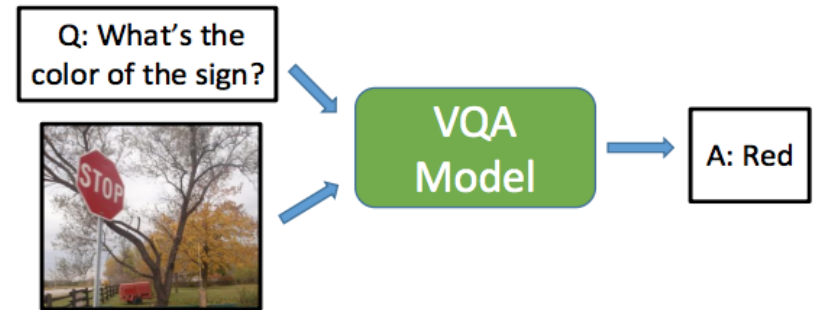 Q: What's the
color of the sign?
STOP
VQA
Model
A: Red